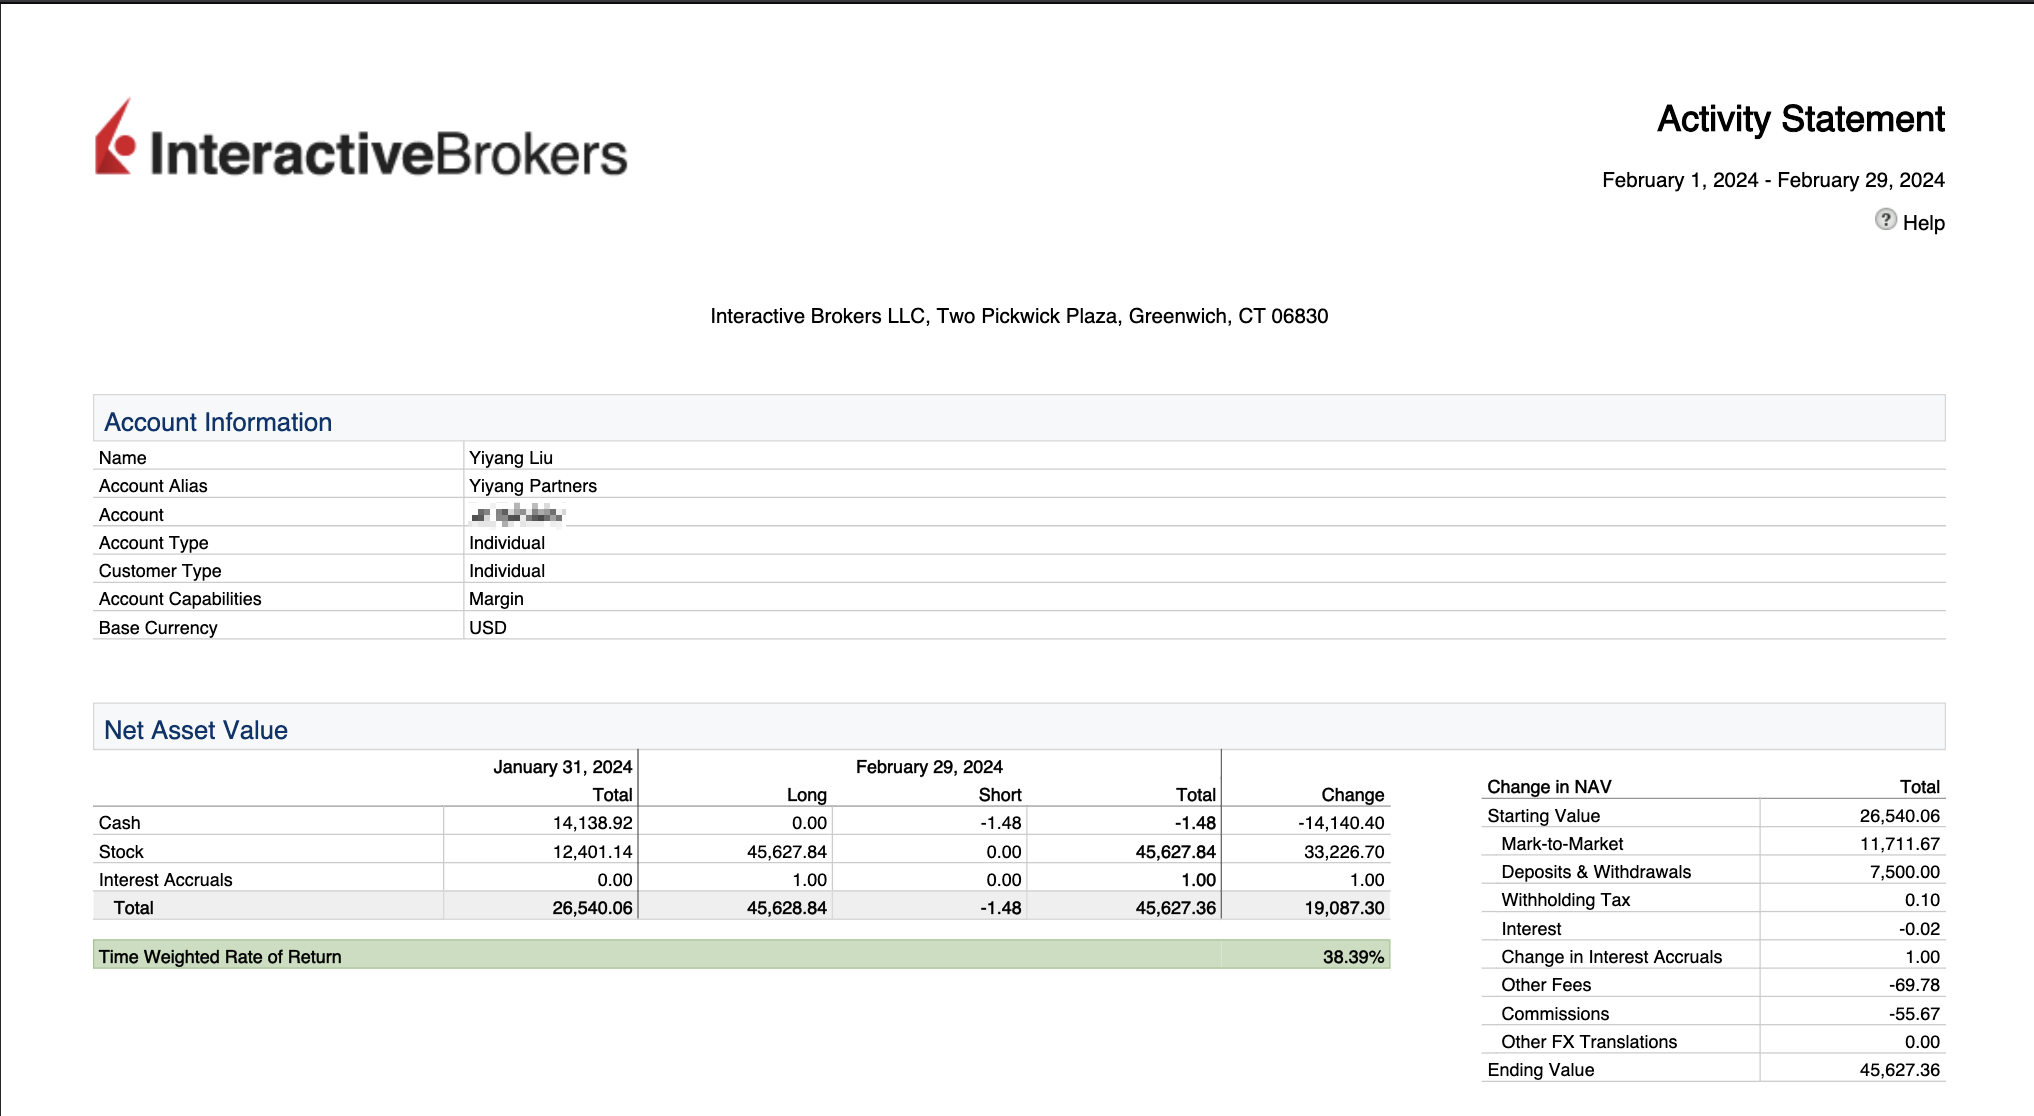 InteractiveBrokers
Activity Statement
February 1, 2024 - February 29, 2024
? Help
Interactive Brokers LLC, Two Pickwick Plaza, Greenwich, CT 06830
Account Information
Name Yiyang Liu
Account Alias Yiyang Partners
Account
Account Type Individual
Customer Type Individual
Account Capabilities Margin
Base Currency USD
Net Asset Value
January 31, 2024 February 29, 2024
Total Long Short Total Change
Cash 14,138.92 0.00 -1.48 -1.48 -14,140.40
Stock 12,401.14 45,627.84 0.00 45,627.84 33,226.70
Interest Accruals 0.00 1.00 0.00 1.00 1.00
Total 26,540.06 45,628.84 -1.48 45,627.36 19,087.30
Time Weighted Rate of Return 38.39%
Change in NAV Total
Starting Value 26,540.06
Mark-to-Market 11,711.67
Deposits & Withdrawals 7,500.00
Withholding Tax 0.10
Interest -0.02
Change in Interest Accruals 1.00
Other Fees -69.78
Commissions -55.67
Other FX Translations 0.00
Ending Value 45,627.36